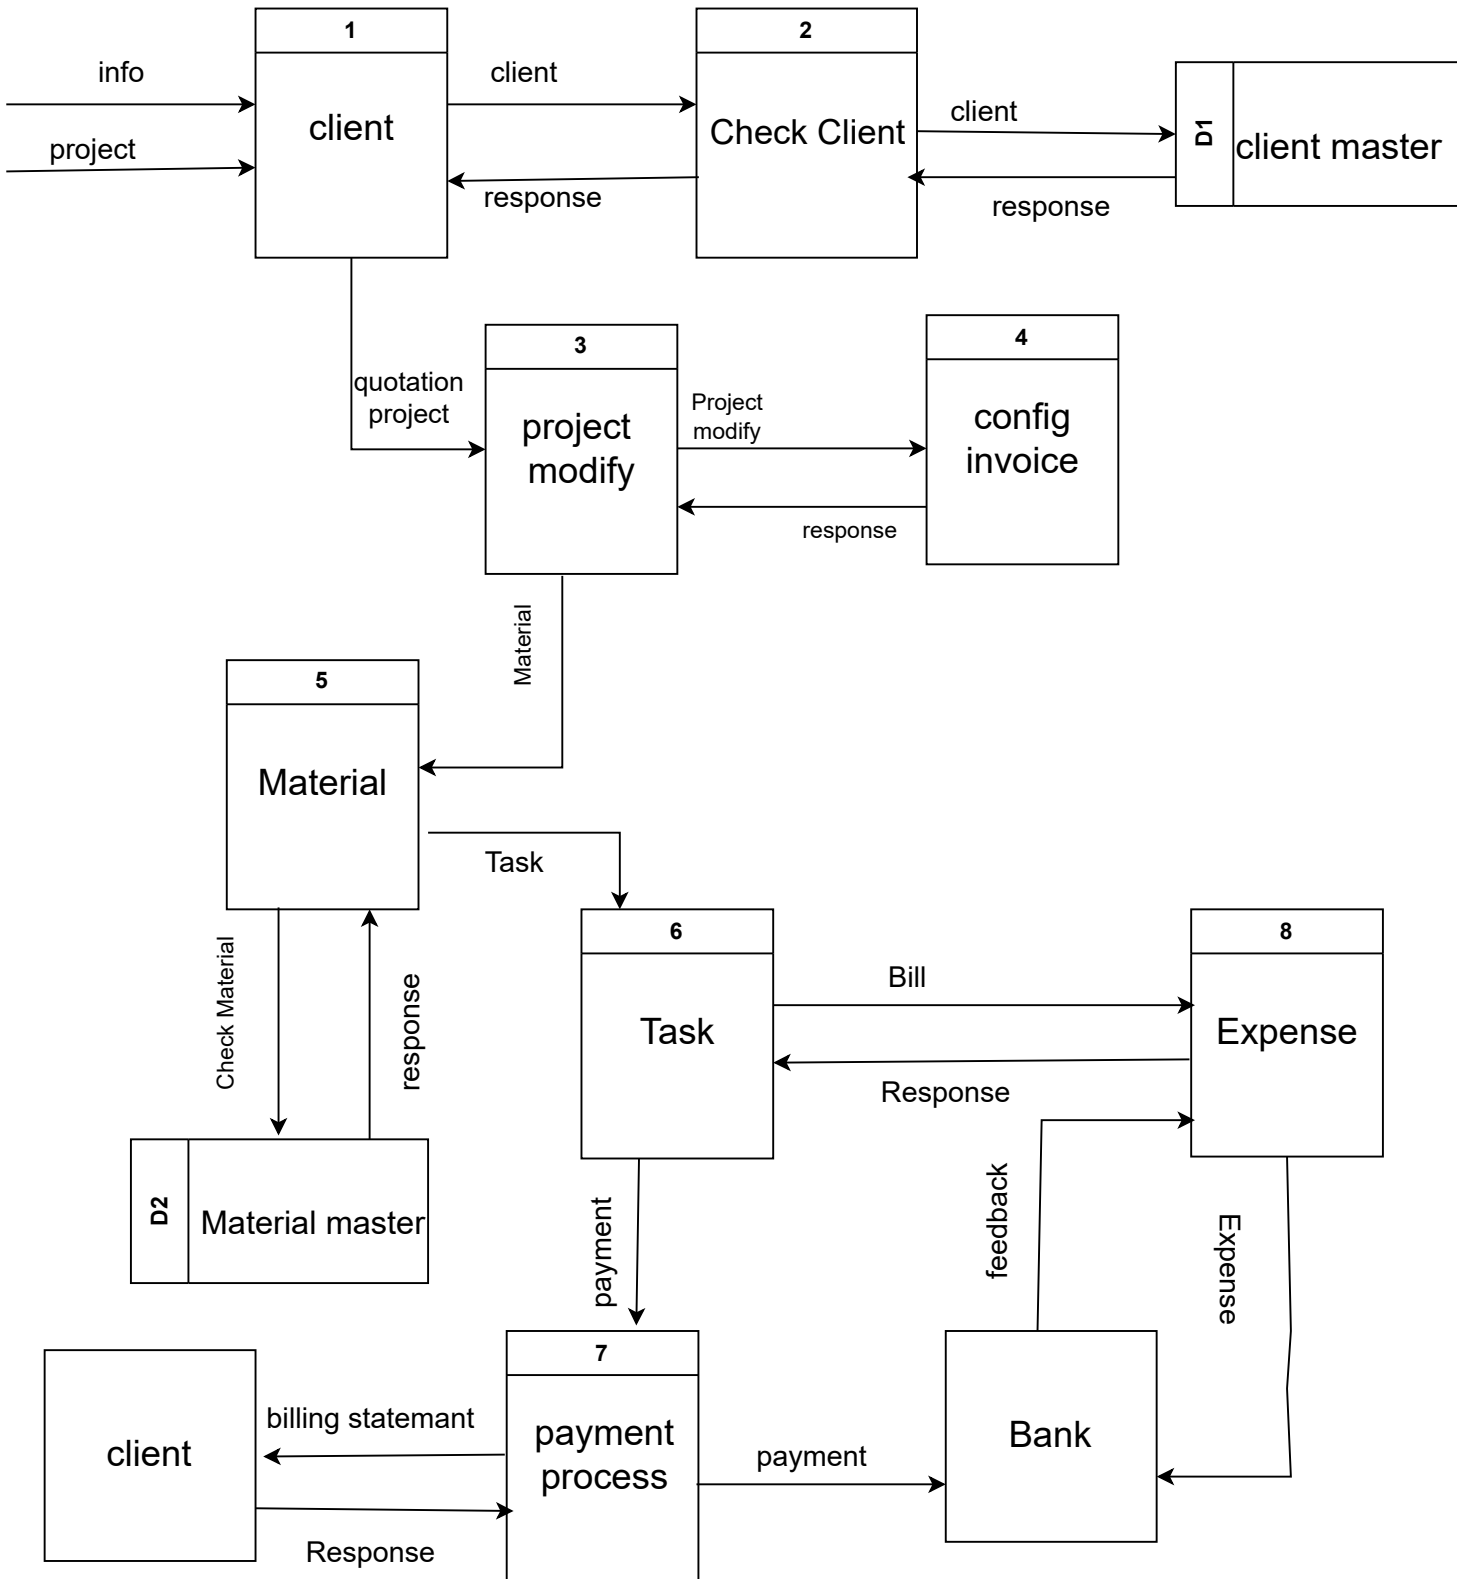 1
2
info
client
client
Check Client
client
D1
client master
project
response
response
3
4
quotation
project
project
modify
Project
modify
config
invoice
response
Material
5
Material
Task
6
8
Check Material
response
Bill
Task
Expense
Response
D2
Material master
payment
feedback
Expense
7
client
billing statemant
payment
process
payment
Bank
Response